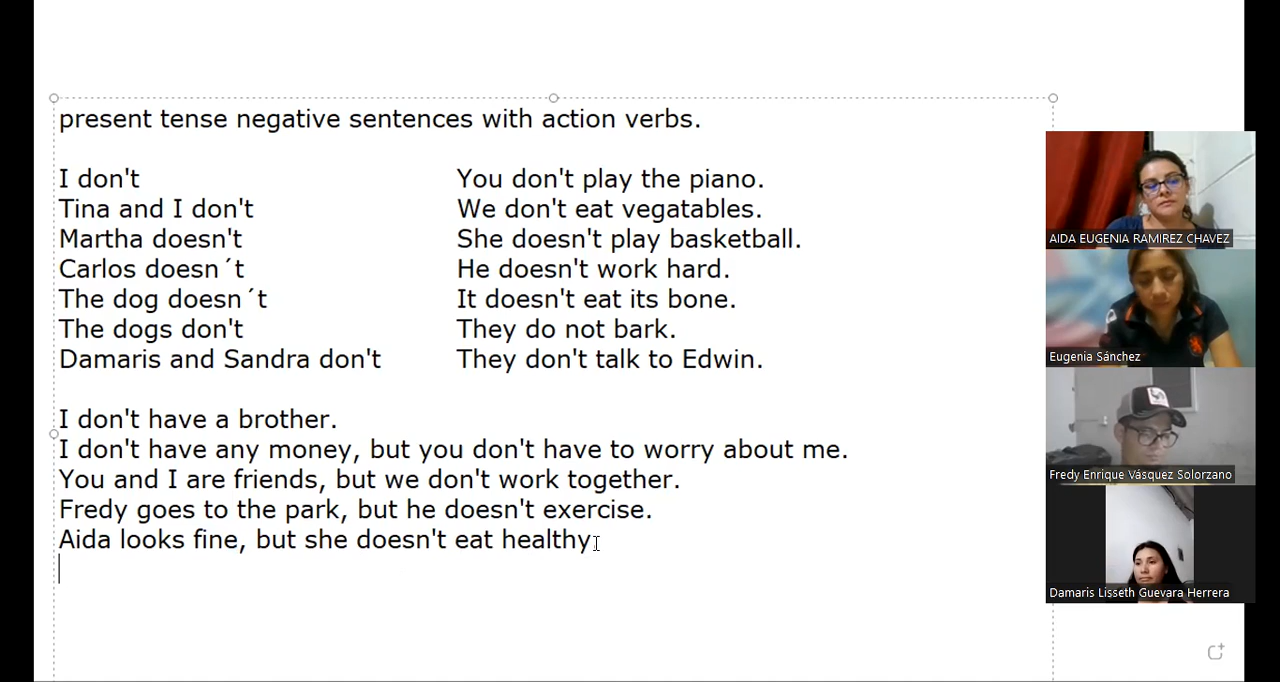 present tense negative sentences with action verbs.
I don't You don't play the piano.
Tina and I don't We don't eat vegatables.
Martha doesn't She doesn't play basketball.
Carlos doesn´t He doesn't work hard.
The dog doesn´t It doesn't eat its bone.
The dogs don't They do not bark.
Damaris and Sandra don't They don't talk to Edwin.
I don't have a brother.
I don't have any money, but you don't have to worry about me.
You and I are friends, but we don't work together.
Fredy goes to the park, but he doesn't exercise.
Aida looks fine, but she doesn't eat healthy
AIDA EUGENIA RAMIREZ CHAVEZ
Eugenia Sánchez
Fredy Enrique Vásquez Solorzano
Damaris Lisseth Guevara Herrera